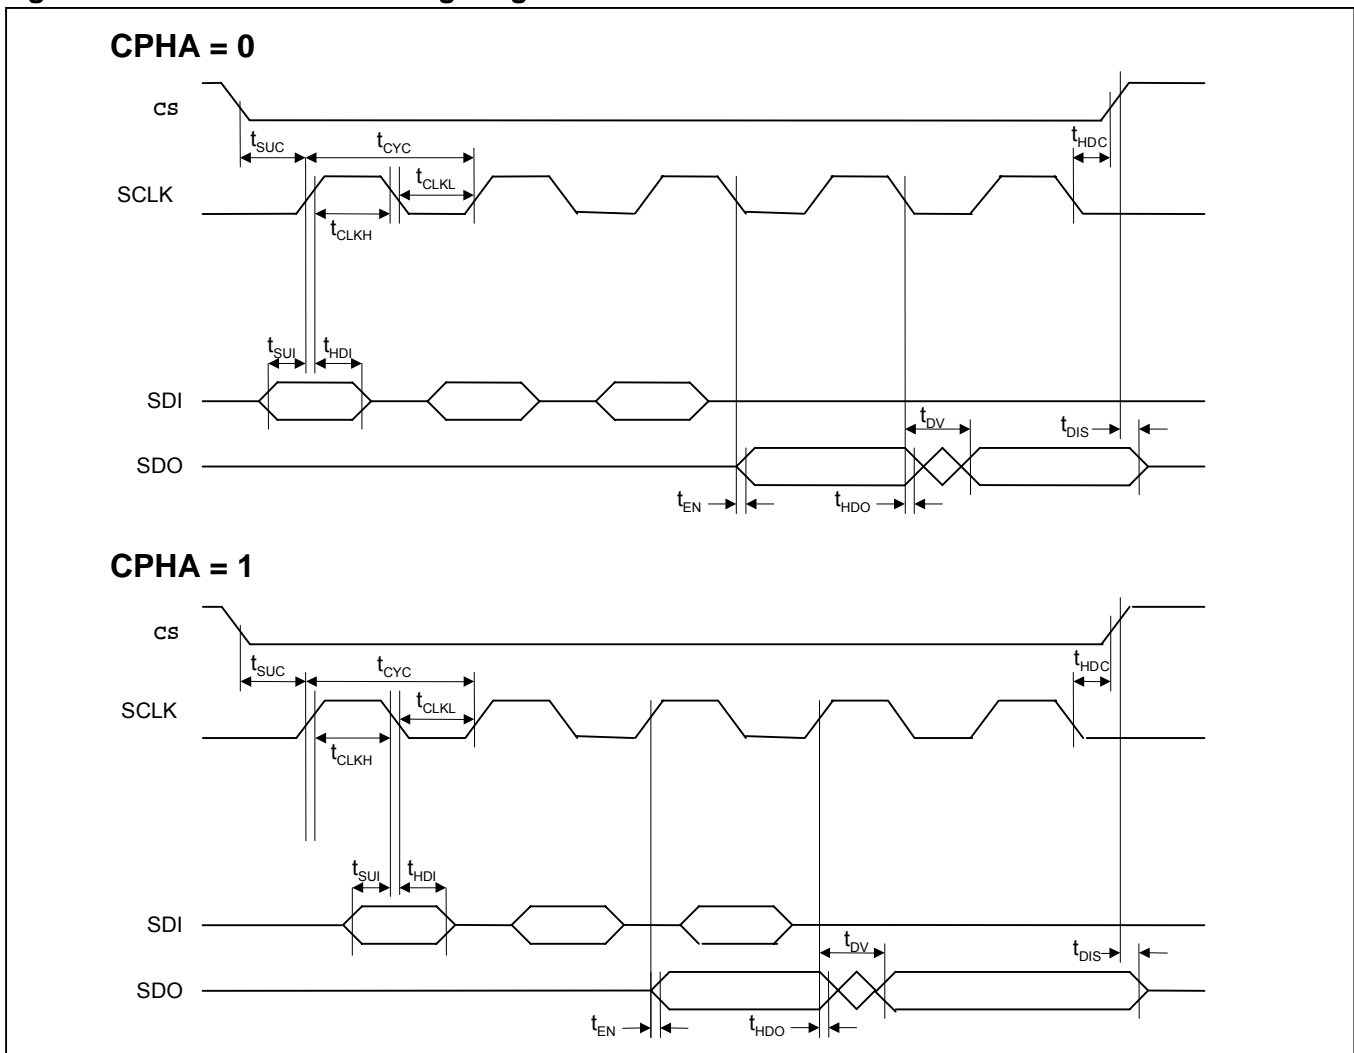 CPHA = 0
cs
tSUC
tCYC
tHDC
SCLK
tCLKL
tCLKH
tSUI
tHDI
SDI
tDV
tDIS
SDO
tEN
tHDO
CPHA = 1
cs
tSUC
tCYC
tHDC
SCLK
tCLKL
tCLKH
tSUI
tHDI
SDI
tDV
tDIS
SDO
tEN
tHDO